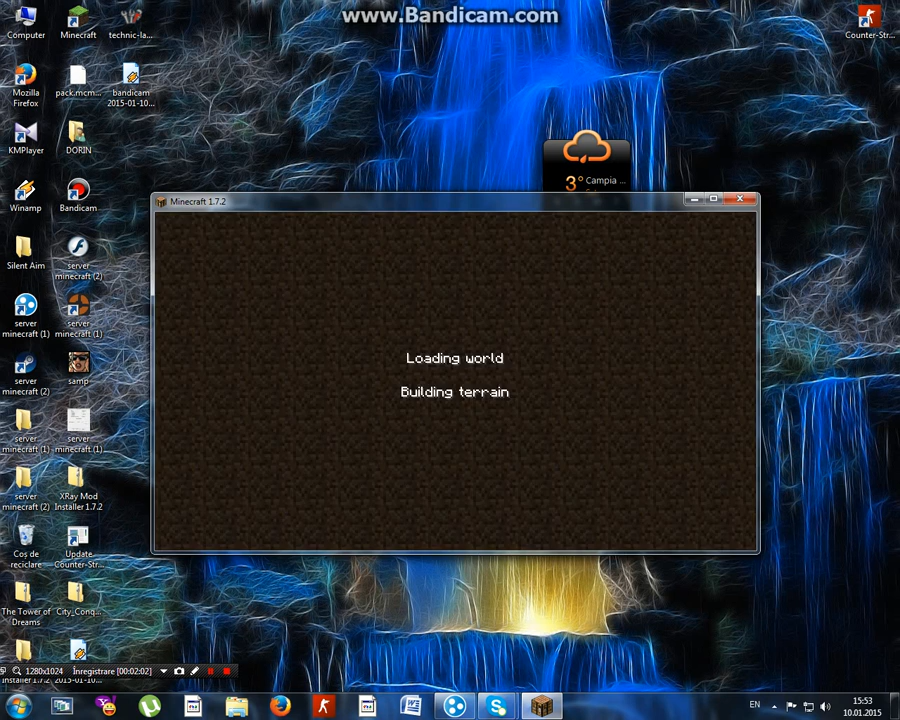 www.Bandicam.com
Computer
Minecraft
technic-la...
Counter-Str...
Mozilla
Firefox
pack.mcm...
bandicam
2015-01-10...
KMPlayer
DORIN
3°
Campia ...
Winamp
Bandicam
Minecraft 1.7.2
Silent Aim
server
minecraft (2)
server
minecraft (1)
server
minecraft (1)
Loading world
Building terrain
server
minecraft (2)
samp
server
minecraft (1)
server
minecraft (1)
server
minecraft (2)
XRay Mod
Installer 1.7.2
Coș de
reciclare
Update
Counter-Str...
The Tower of
Dreams
City_Conq...
1280x1024
Înregistrare [00:02:02]
EN
15:53
10.01.2015